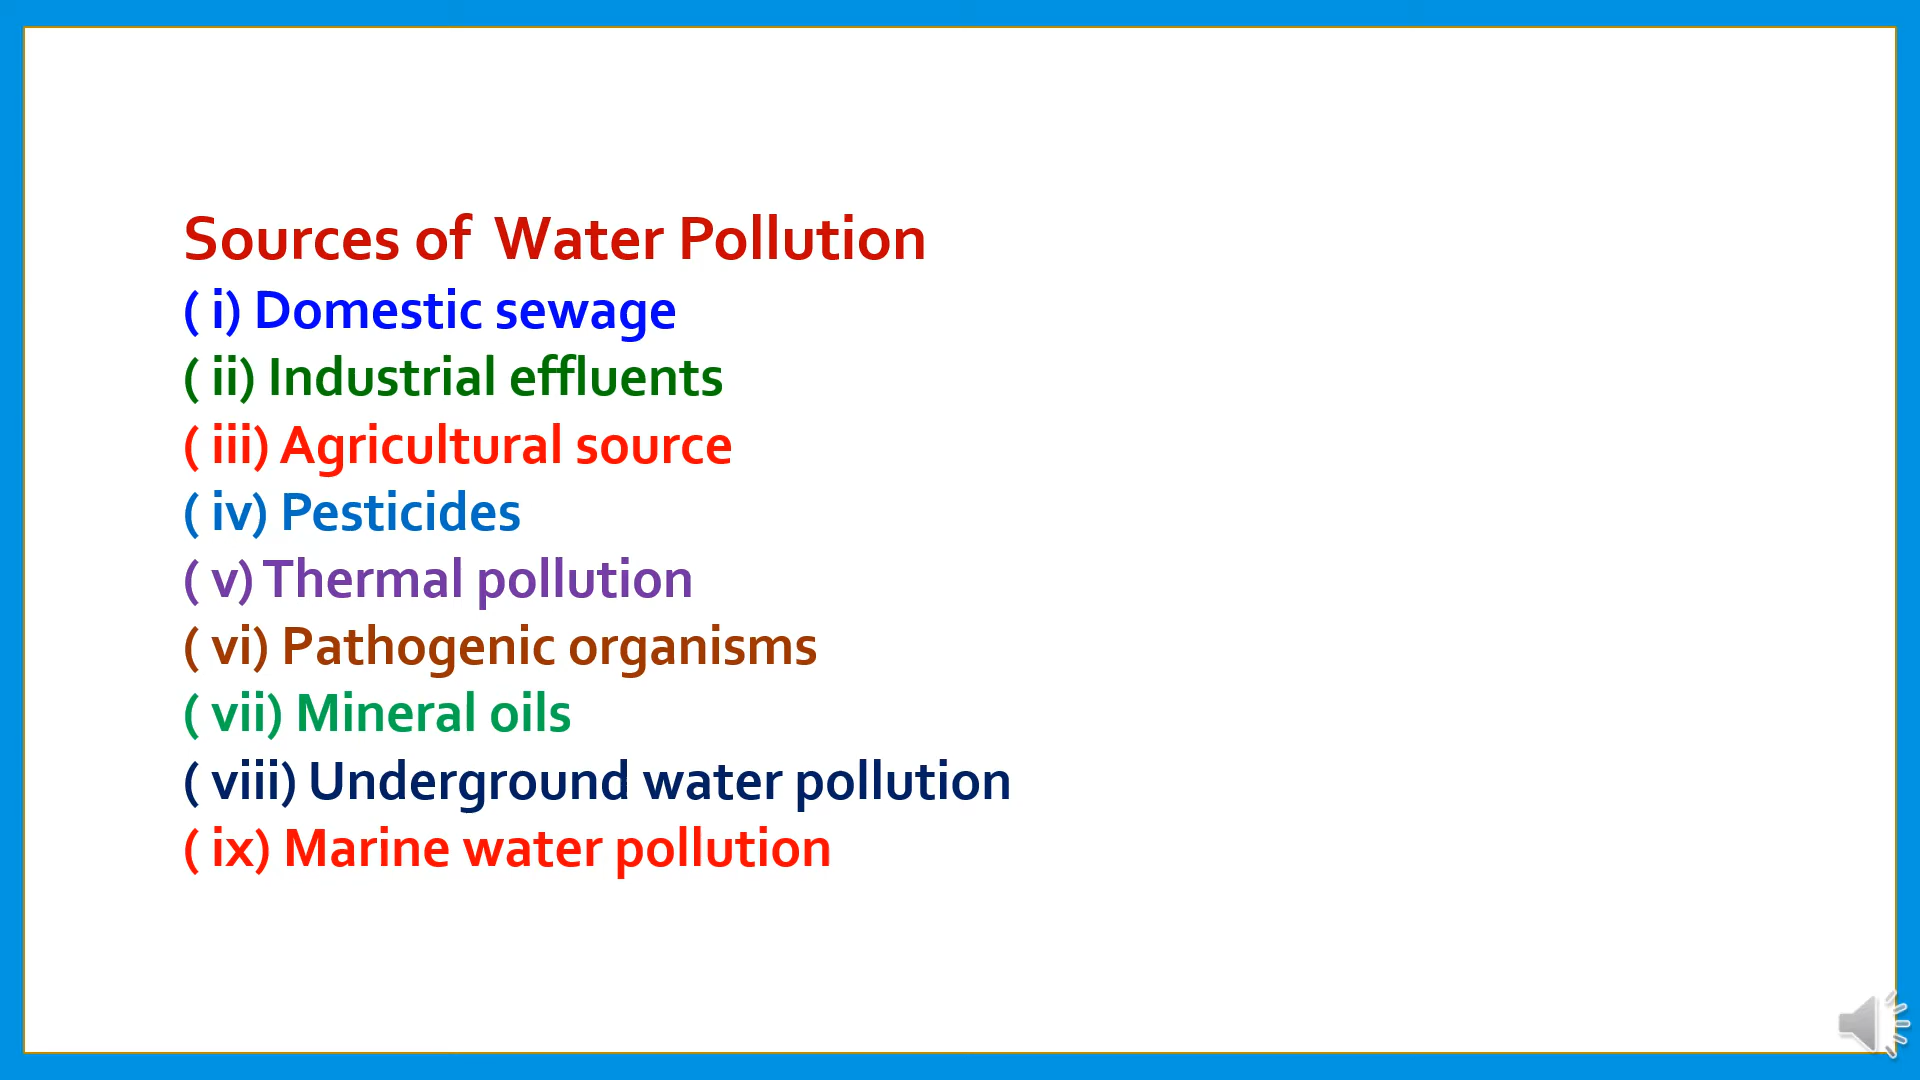 Sources of  Water Pollution
( i) Domestic sewage
( ii) Industrial effluents
( iii) Agricultural source
( iv) Pesticides
( v) Thermal pollution
( vi) Pathogenic organisms
( vii) Mineral oils
( viii) Underground water pollution
( ix) Marine water pollution